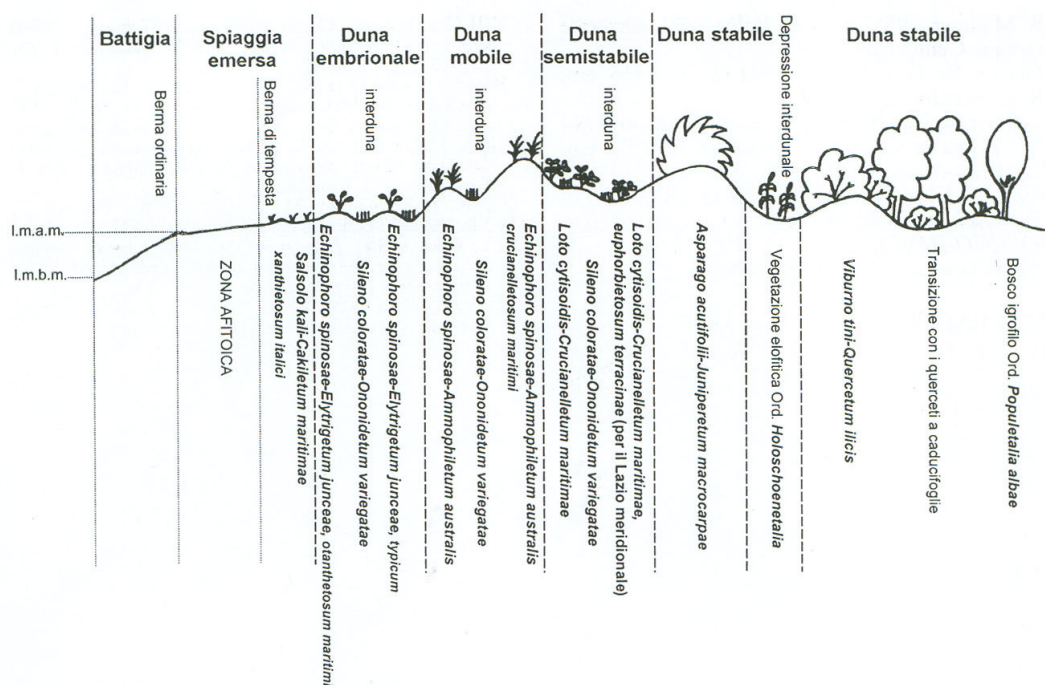 Battigia
Spiaggia
emersa
Duna
embrionale
Duna
mobile
Duna
semistabile
Duna stabile
Duna stabile
Berma ordinaria
Berma di tempesta
interduna
interduna
interduna
Depressione interdunale
l.m.a.m.
l.m.b.m.
ZONA AFITOICA
Salsolo kali-Cakiletum maritimae
xanthietosum italici
Echinophoro spinosae-Elytrigetum junceae, otanthetosum maritimi
Sileno coloratae-Ononidetum variegatae
Echinophoro spinosae-Elytrigetum junceae, typicum
Echinophoro spinosae-Ammophiletum australis
Sileno coloratae-Ononidetum variegatae
Echinophoro spinosae-Ammophiletum australis
crucianelletosum maritimi
Loto cytisoidis-Crucianelletum maritimae
Sileno coloratae-Ononidetum variegatae
Loto cytisoidis-Crucianelletum maritimae,
euphorbietosum terracinae (per il Lazio meridionale)
Asparago acutifolii-Juniperetum macrocarpae
Vegetazione elofitica Ord. Holoschoenetalia
Viburno tini-Quercetum ilicis
Transizione con i querceti a caducifoglie
Bosco igrofilo Ord. Populetalia albae